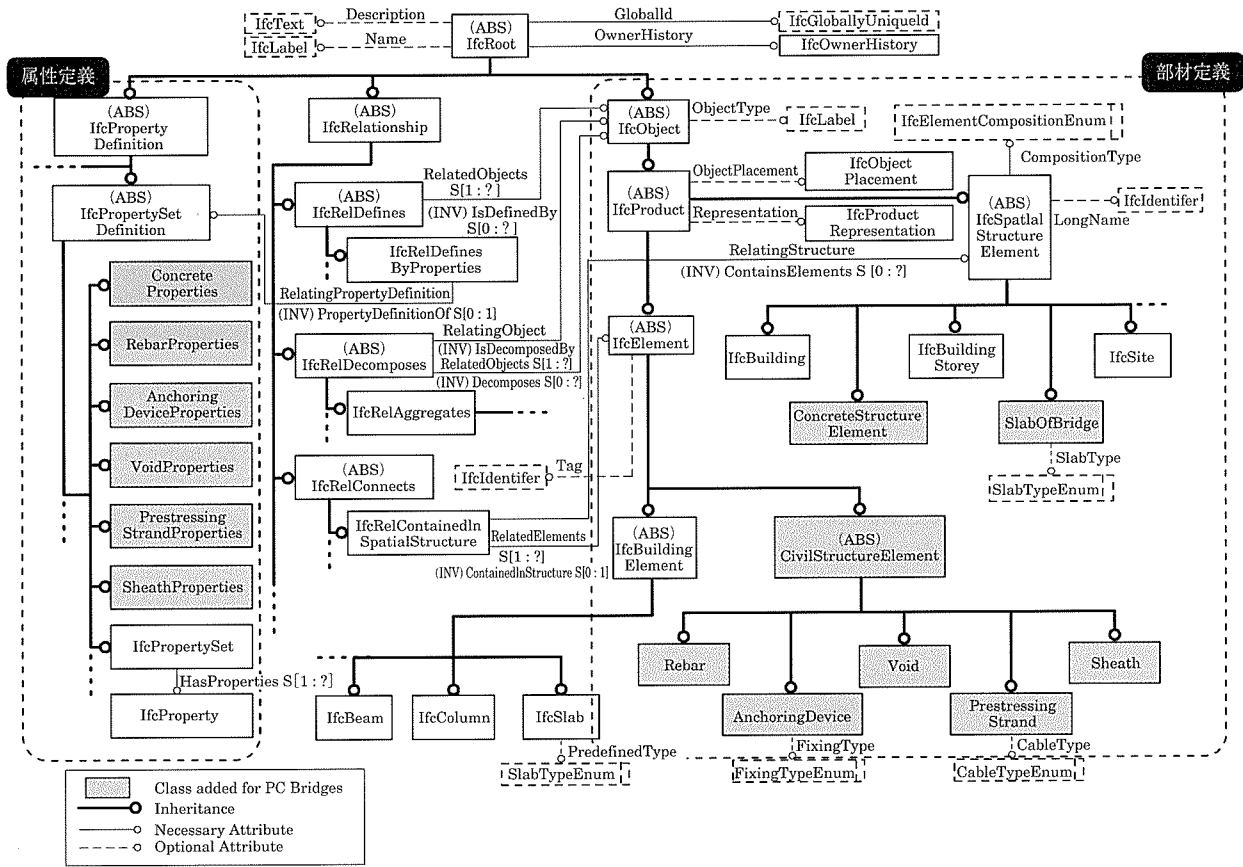 属性定義
部材定義
IfcText
Description
IfcLabel
Name
(ABS)
IfcRoot
GlobalId
IfcGloballyUniqueId
OwnerHistory
IfcOwnerHistory
(ABS)
IfcProperty
Definition
(ABS)
IfcRelationship
(ABS)
IfcObject
ObjectType
IfcLabel
IfcElementCompositionEnum
CompositionType
(ABS)
IfcPropertySet
Definition
(ABS)
IfcRelDefines
RelatedObjects
S[1 : ?]
(INV) IsDefinedBy
S[0 : ?]
(ABS)
IfcProduct
ObjectPlacement
IfcObject
Placement
Representation
IfcProduct
Representation
(ABS)
IfcSpatlal
Structure
Element
IfcIdentifer
LongName
IfcRelDefines
ByProperties
RelatingStructure
(INV) ContainsElements S [0 : ?]
Concrete
Properties
RelatingPropertyDefinition
(INV) PropertyDefinitionOf S[0 : 1]
RebarProperties
(ABS)
IfcRelDecomposes
RelatingObject
(INV) IsDecomposedBy
RelatedObjects S[1 : ?]
(INV) Decomposes S[0 : ?]
(ABS)
IfcElement
IfcBuilding
IfcBuilding
Storey
IfcSite
Anchoring
DeviceProperties
IfcRelAggregates
ConcreteStructure
Element
SlabOfBridge
SlabType
SlabTypeEnum
VoidProperties
(ABS)
IfcRelConnects
IfcIdentifer
Tag
Prestressing
StrandProperties
IfcRelContainedIn
SpatialStructure
RelatedElements
S[1 : ?]
(INV) ContainedInStructure S[0 : 1]
(ABS)
IfcBuilding
Element
(ABS)
CivilStructureElement
SheathProperties
IfcPropertySet
HasProperties S[1 : ?]
IfcProperty
Rebar
Void
Sheath
IfcBeam
IfcColumn
IfcSlab
AnchoringDevice
Prestressing
Strand
PredefinedType
SlabTypeEnum
FixingType
FixingTypeEnum
CableType
CableTypeEnum
Class added for PC Bridges
Inheritance
Necessary Attribute
Optional Attribute